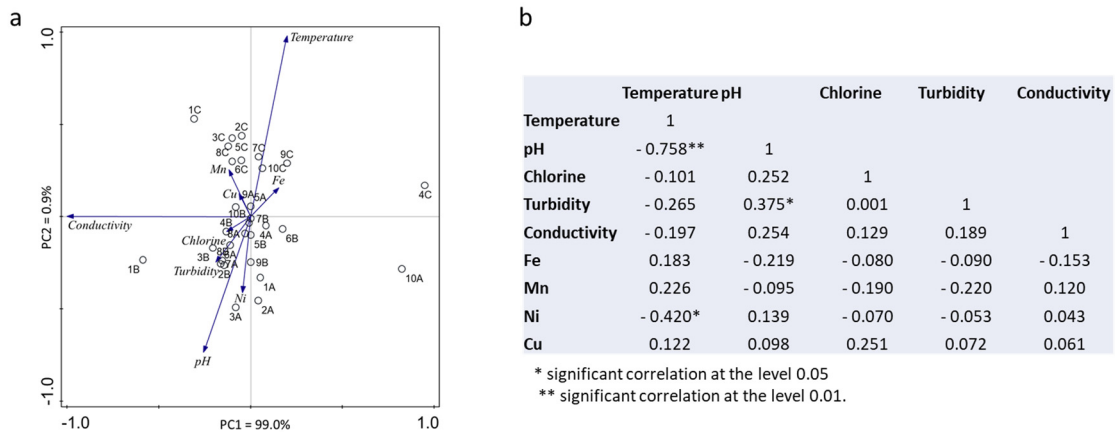 a
1.0
Temperature
1C
2C
3C
5C
7C
8C
9C
6C
10C
Mn
Fe
Cu
9A
5A
4C
PC2 = 0.9%
10B
7B
Conductivity
4B
8A
4A
6B
Chlorine
5B
3B
8B
6A
7A
9B
1B
Turbidity
2B
10A
1A
Ni
2A
3A
pH
-1.0
-1.0
PC1 = 99.0%
1.0
b
Temperature pH Chlorine Turbidity Conductivity
Temperature 1
pH - 0.758** 1
Chlorine - 0.101 0.252 1
Turbidity - 0.265 0.375* 0.001 1
Conductivity - 0.197 0.254 0.129 0.189 1
Fe 0.183 - 0.219 - 0.080 - 0.090 - 0.153
Mn 0.226 - 0.095 - 0.190 - 0.220 0.120
Ni - 0.420* 0.139 - 0.070 - 0.053 0.043
Cu 0.122 0.098 0.251 0.072 0.061
* significant correlation at the level 0.05
** significant correlation at the level 0.01.